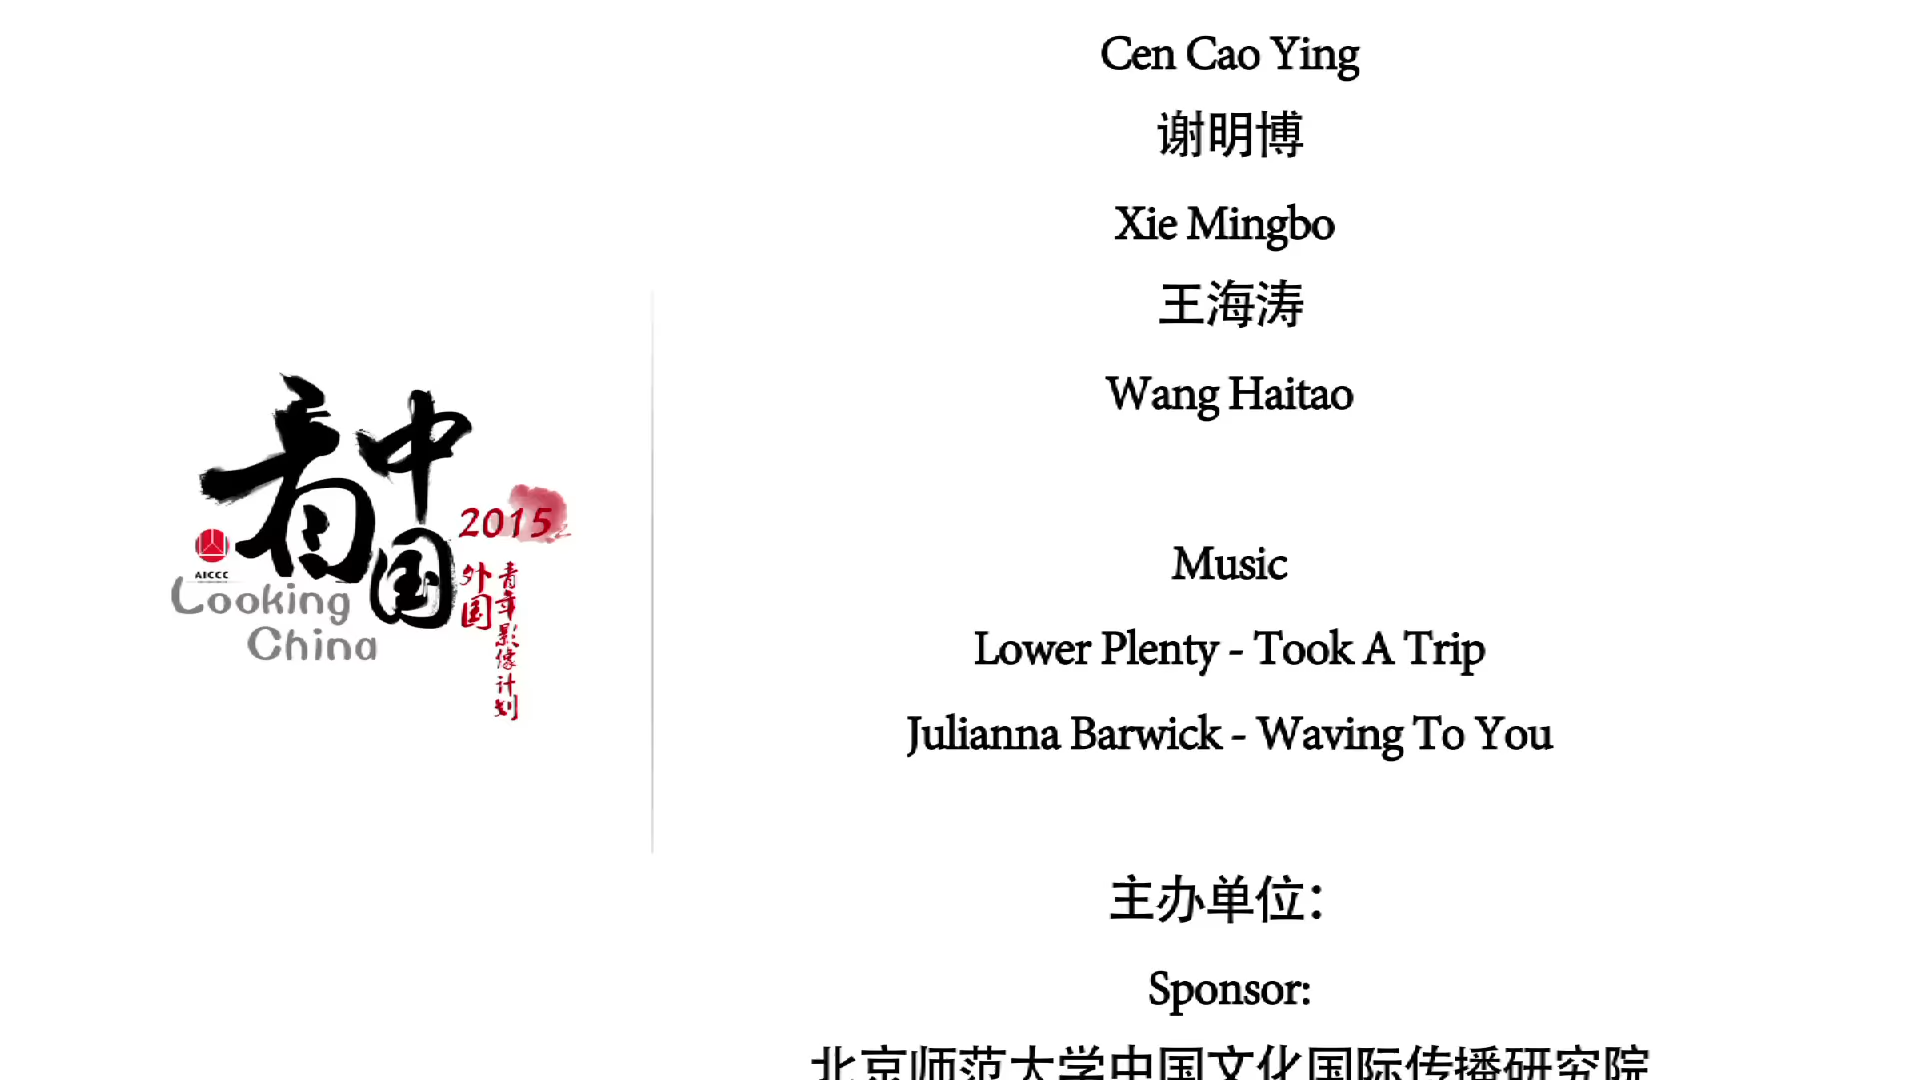 看中国
2015
外国
青年影像计划
AICCC
Looking
China
Cen Cao Ying
谢明博
Xie Mingbo
王海涛
Wang Haitao
Music
Lower Plenty - Took A Trip
Julianna Barwick - Waving To You
主办单位：
Sponsor:
北京师范大学中国文化国际传播研究院